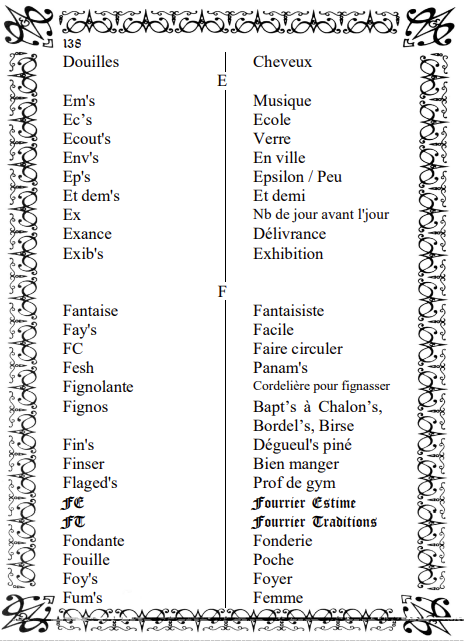 138
Douilles Cheveux
E
Em's Musique
Ec’s Ecole
Ecout's Verre
Env's En ville
Ep's Epsilon / Peu
Et dem's Et demi
Ex Nb de jour avant l'jour
Exance Délivrance
Exib's Exhibition
F
Fantaise Fantaisiste
Fay's Facile
FC Faire circuler
Fesh Panam's
Fignolante Cordelière pour fignasser
Fignos Bapt’s à Chalon’s,
Bordel’s, Birse
Fin's Dégueul's piné
Finser Bien manger
Flaged's Prof de gym
FE Fourrier Estime
FT Fourrier Traditions
Fondante Fonderie
Fouille Poche
Foy's Foyer
Fum's Femme